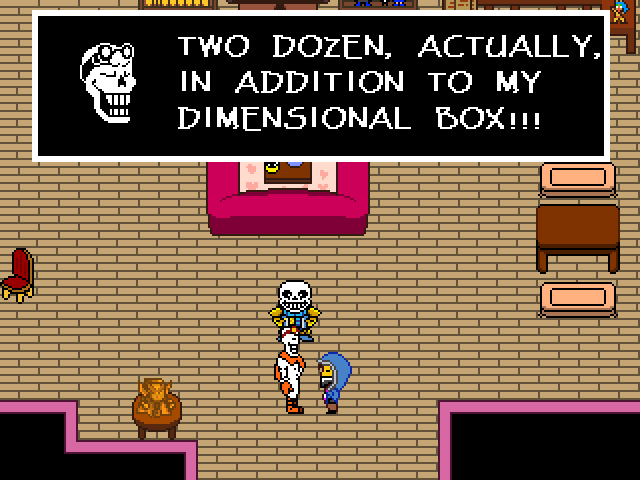 TWO DOZEN, ACTUALLY,
IN ADDITION TO MY
DIMENSIONAL BOX!!!